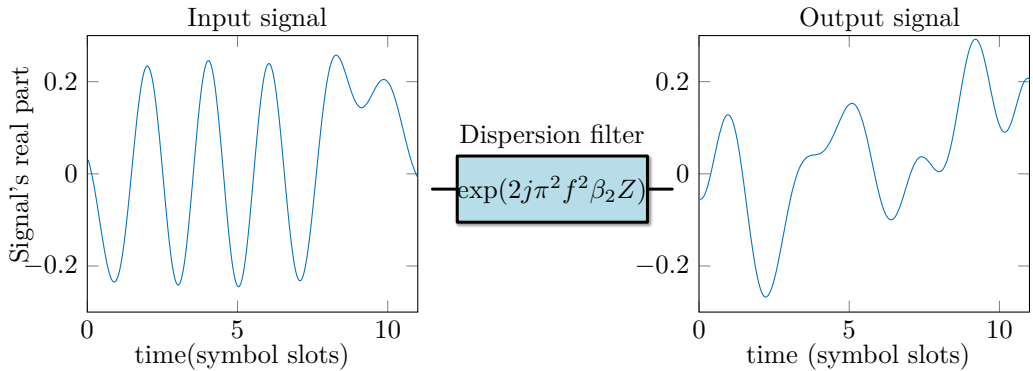 Input signal
Signal's real part
0.2
0
−0.2
0
5
10
time(symbol slots)
Dispersion filter
exp(2jπ²f²β₂Z)
Output signal
0.2
0
−0.2
0
5
10
time (symbol slots)